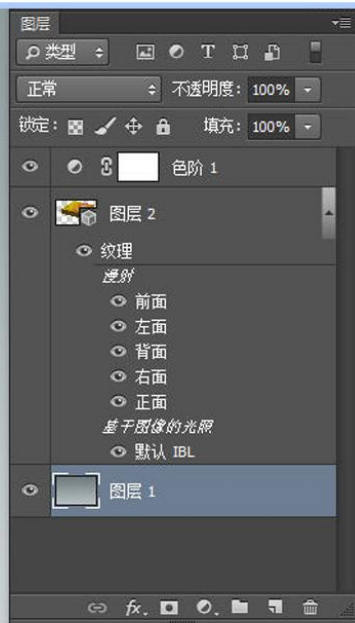 图层
类型
T
正常 不透明度: 100%
锁定: 填充: 100%
色阶 1
图层 2
纹理
漫射
前面
左面
背面
右面
正面
基于图像的光照
默认 IBL
图层 1
fx.